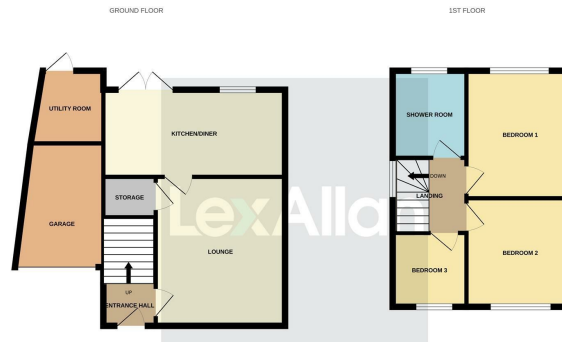 GROUND FLOOR
1ST FLOOR
UTILITY ROOM
KITCHEN/DINER
SHOWER ROOM
BEDROOM 1
STORAGE
DOWN
LANDING
LexAllan
GARAGE
LOUNGE
UP
ENTRANCE HALL
BEDROOM 3
BEDROOM 2